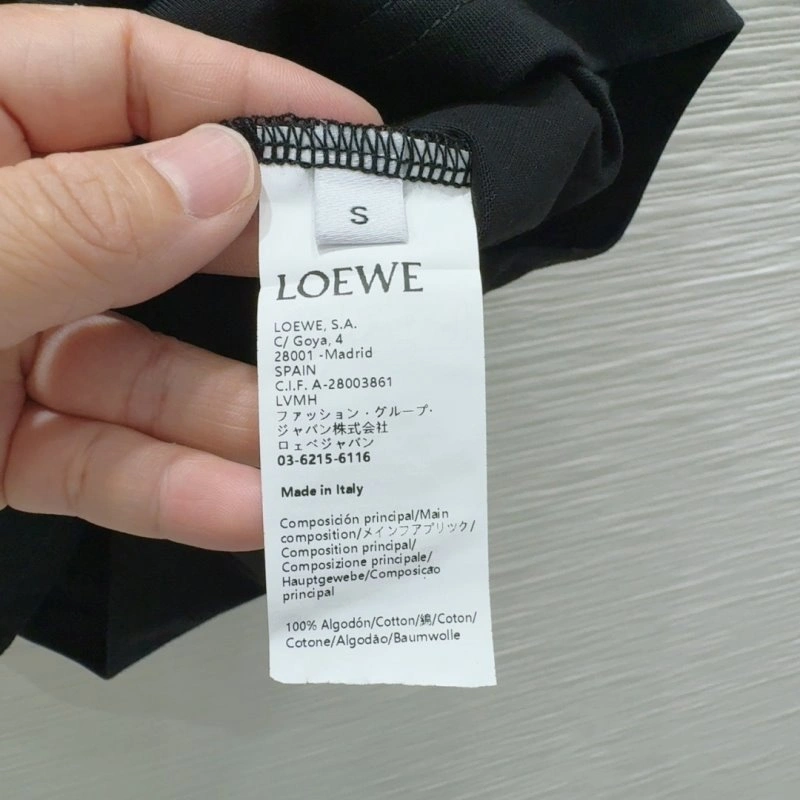 S
LOEWE
LOEWE, S.A.
C/ Goya, 4
28001 -Madrid
SPAIN
C.I.F. A-28003861
LVMH
ファッション・グループ・
ジャパン株式会社
ロェベジャパン
03-6215-6116
Made in Italy
Composición principal/Main
composition/メインファブリック/
Composition principal/
Composizione principale/
Hauptgewebe/Composicão
principal
100% Algodón/Cotton/鶸/Coton/
Cotone/Algodão/Baumwolle